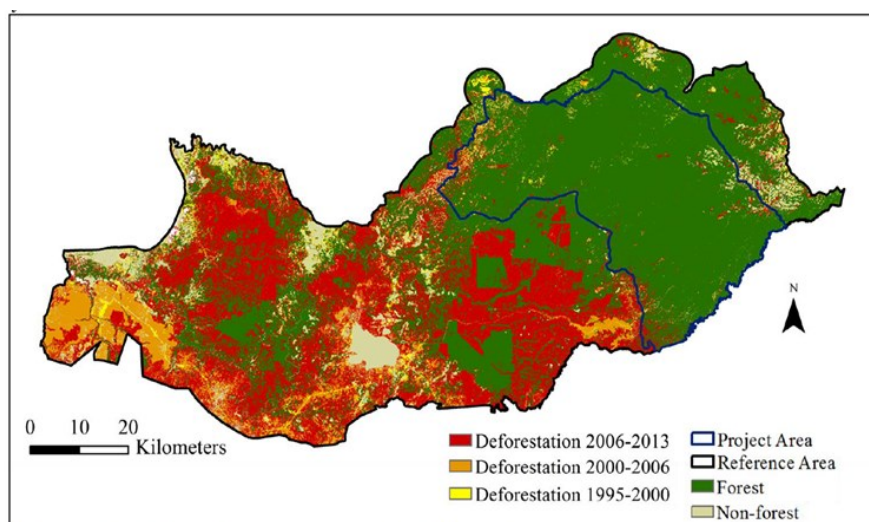 N
0 10 20
Kilometers
Deforestation 2006-2013
Deforestation 2000-2006
Deforestation 1995-2000
Project Area
Reference Area
Forest
Non-forest